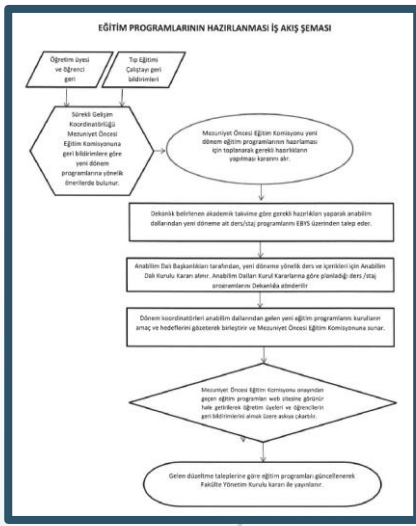 EĞİTİM PROGRAMLARININ HAZIRLANMASI İŞ AKIŞ ŞEMASI
Öğretim üyesi
ve öğrenci
geri
Tıp Eğitimi
Çalıştayı geri
bildirimleri
Sürekli Gelişim
Koordinatörlüğü
Mezuniyet Öncesi
Eğitim Komisyonuna
geri bildirimlere göre
yeni dönem
programlarına yönelik
önerilerde bulunur.
Mezuniyet Öncesi Eğitim Komisyonu yeni
dönem eğitim programlarının hazırlaması
için toplanarak gerekli hazırlıkların
yapılması kararını alır.
Dekanlık belirlenen akademik takvime göre gerekli hazırlıkları yaparak anabilim
dallarından yeni döneme ait ders/staj programlarını EBYS üzerinden talep eder.
Anabilim Dalı Başkanlıkları tarafından, yeni döneme yönelik ders ve içerikleri için Anabilim
Dalı Kurulu Kararı alınır. Anabilim Dalları Kurul Kararlarına göre planladığı ders /staj
programlarını Dekanlığa gönderilir
Dönem koordinatörleri anabilim dallarından gelen yeni eğitim programlarını kurulların
amaç ve hedeflerini gözeterek birleştirir ve Mezuniyet Öncesi Eğitim Komisyonuna sunar.
Mezuniyet Öncesi Eğitim Komisyonu onayından
geçen eğitim programları web sitesine görünür
hale getirilerek öğretim üyeleri ve öğrencilerin
geri bildirimlerini almak üzere askıya çıkartılır.
Gelen düzeltme taleplerine göre eğitim programları güncellenerek
Fakülte Yönetim Kurulu kararı ile yayınlanır.